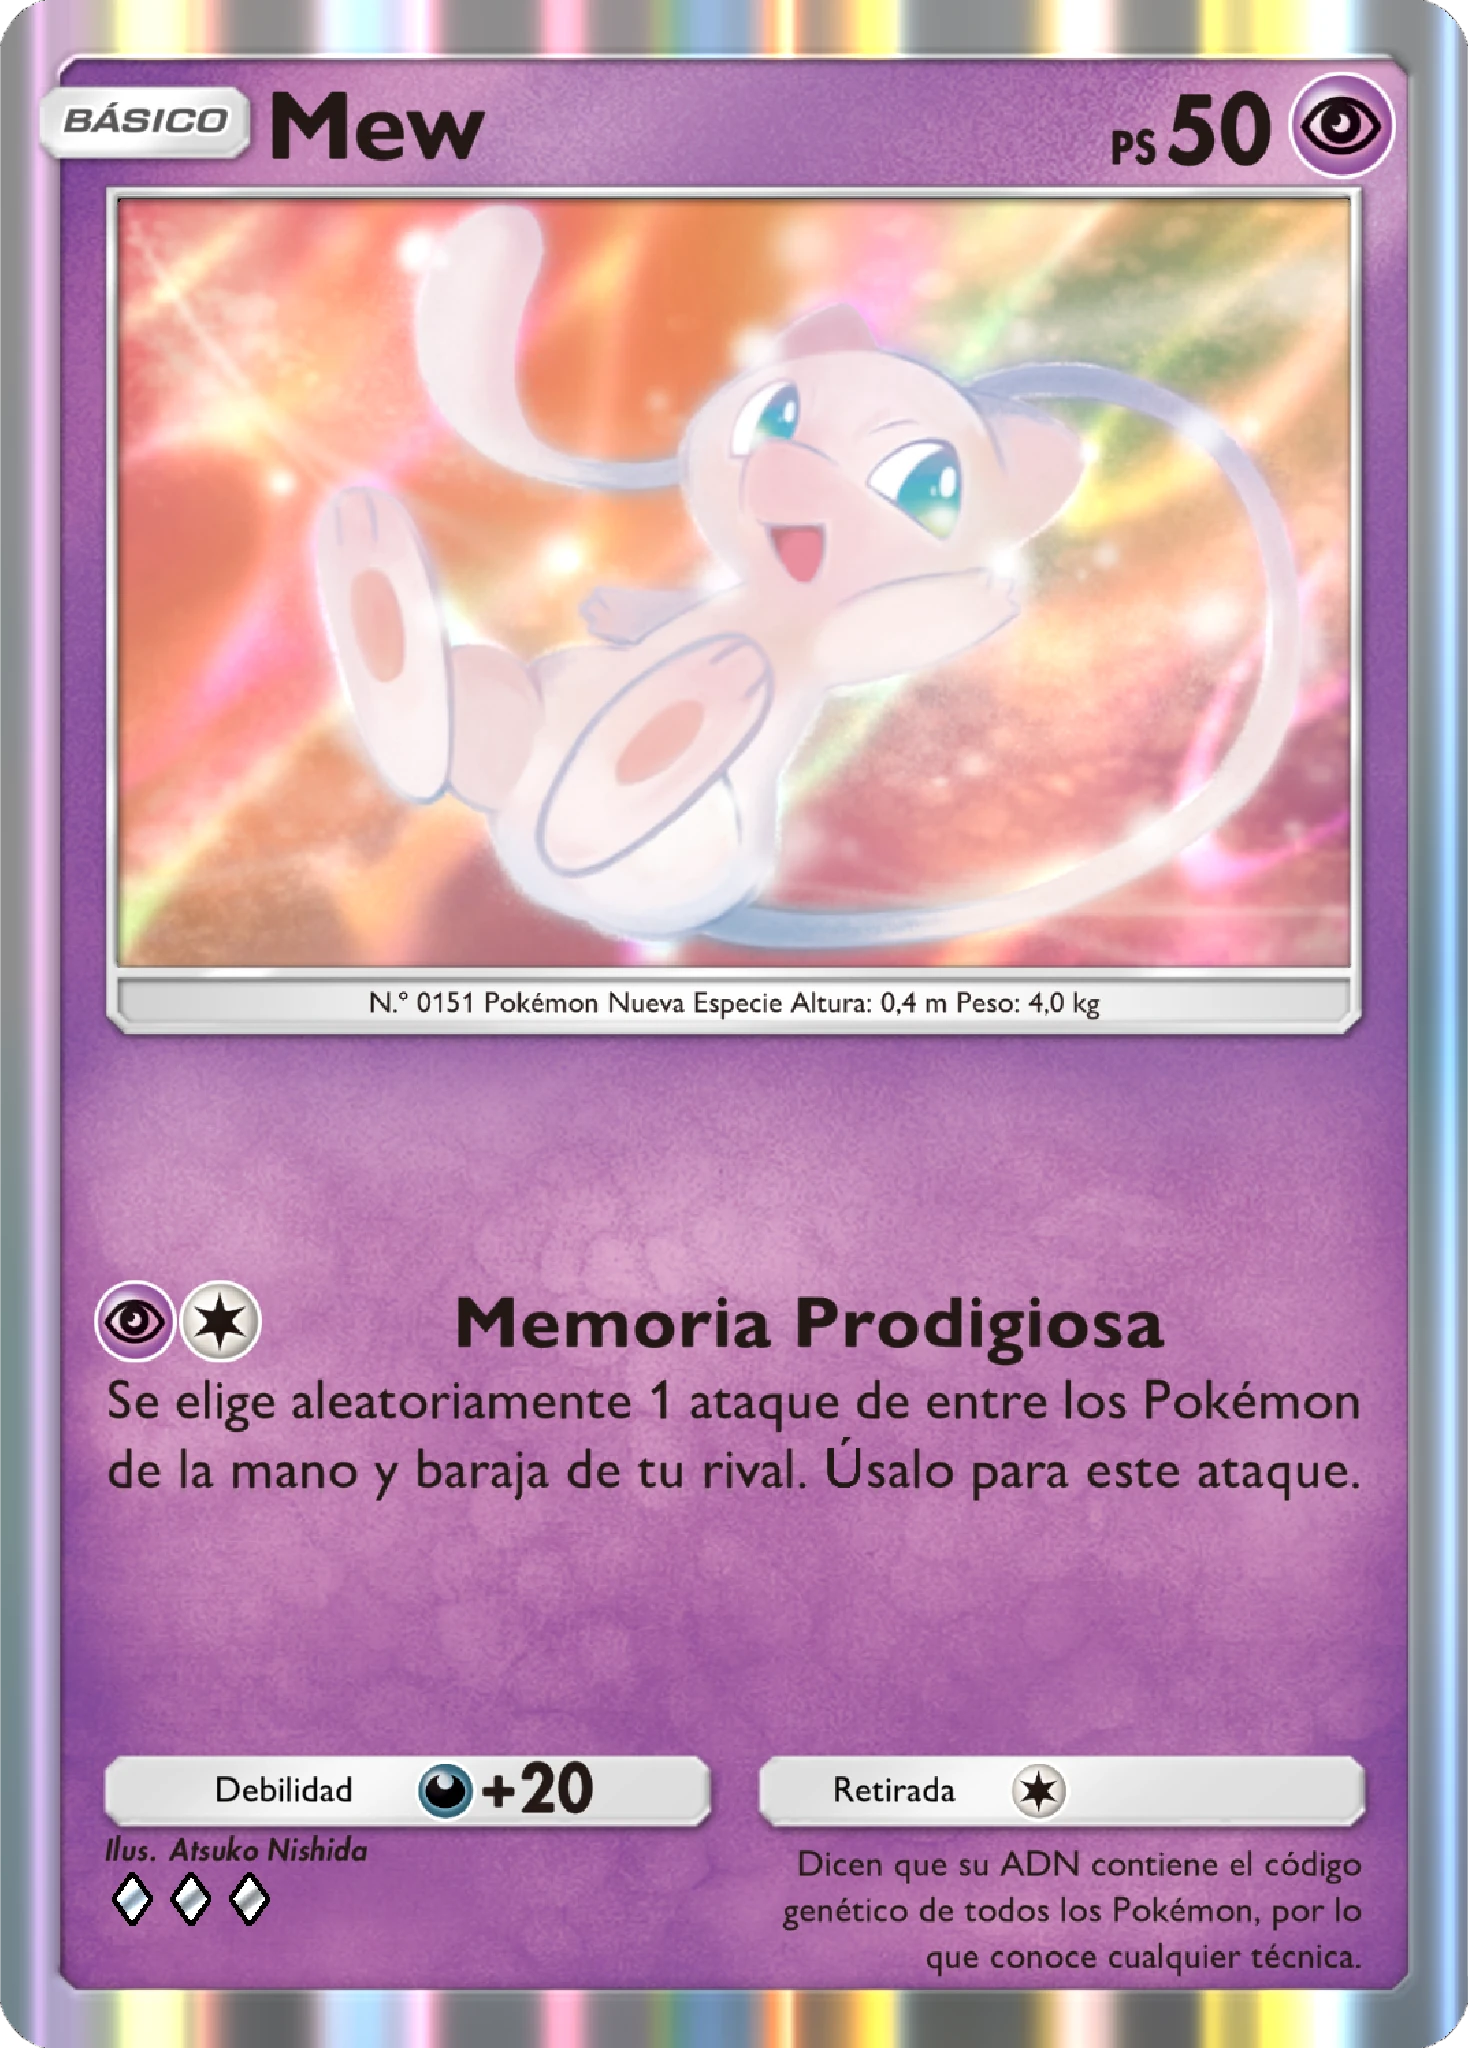 BÁSICO Mew PS 50
N.º 0151 Pokémon Nueva Especie Altura: 0,4 m Peso: 4,0 kg
Memoria Prodigiosa
Se elige aleatoriamente 1 ataque de entre los Pokémon
de la mano y baraja de tu rival. Úsalo para este ataque.
Debilidad +20
Retirada
Ilus. Atsuko Nishida
Dicen que su ADN contiene el código
genético de todos los Pokémon, por lo
que conoce cualquier técnica.